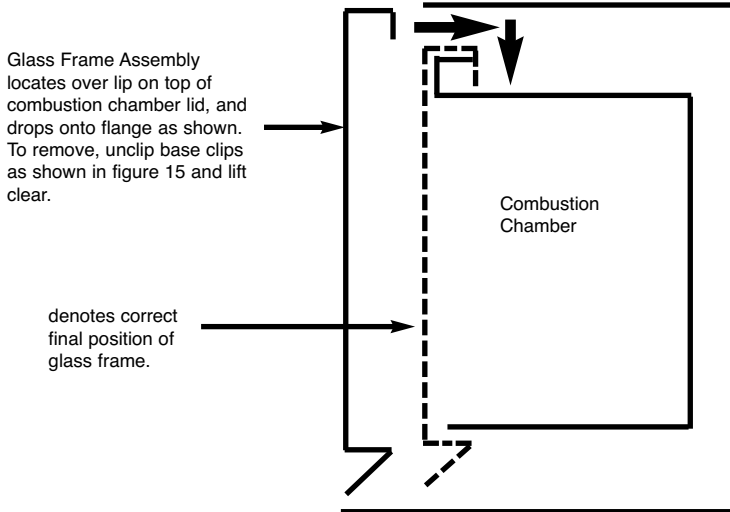 Glass Frame Assembly
locates over lip on top of
combustion chamber lid, and
drops onto flange as shown.
To remove, unclip base clips
as shown in figure 15 and lift
clear.
Combustion
Chamber
denotes correct
final position of
glass frame.